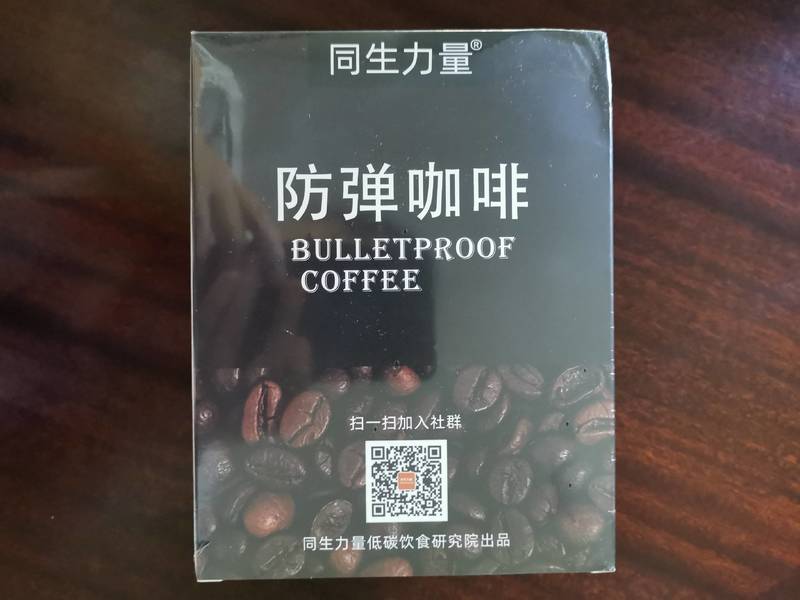 同生力量®
防弹咖啡
BULLETPROOF
COFFEE
扫一扫加入社群
同生力量低碳饮食研究院出品